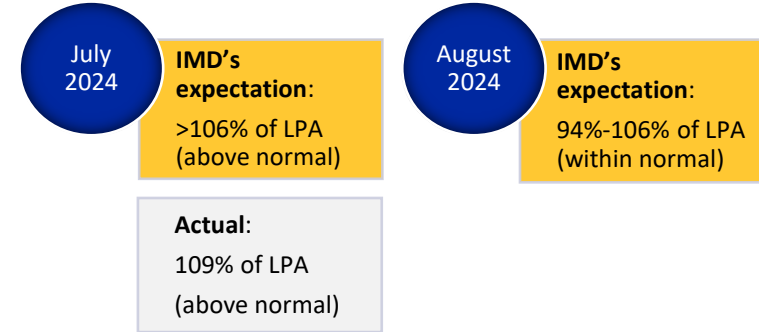 July
2024
IMD's
expectation:
>106% of LPA
(above normal)
Actual:
109% of LPA
(above normal)
August
2024
IMD's
expectation:
94%-106% of LPA
(within normal)